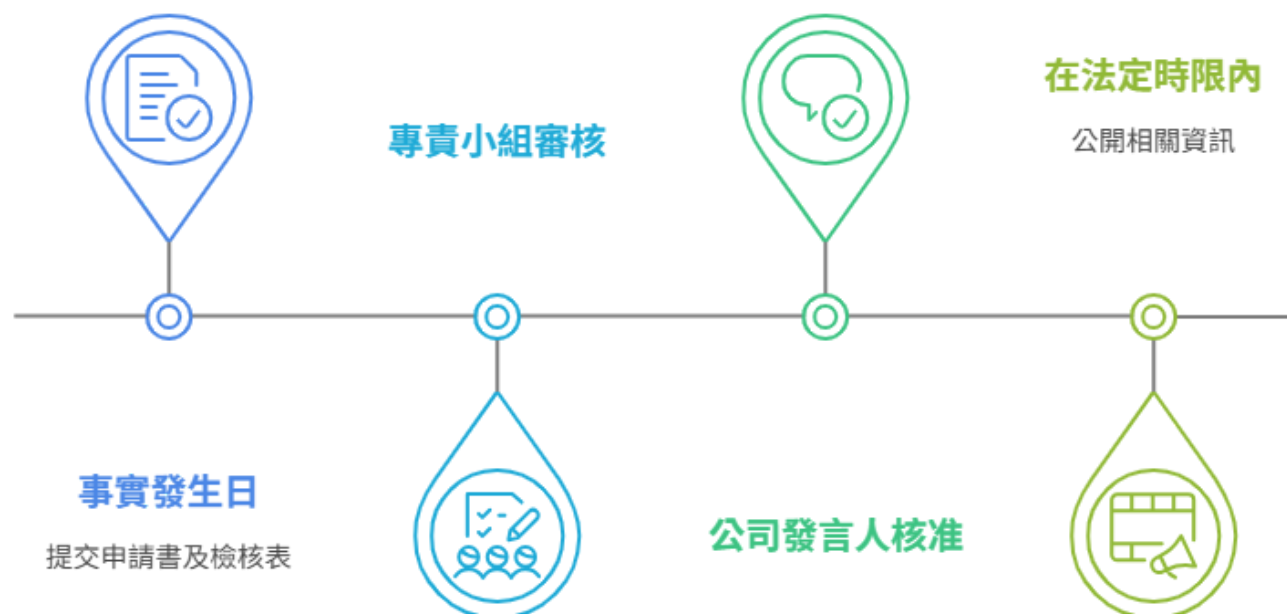 事實發生日
提交申請書及檢核表
專責小組審核
公司發言人核准
在法定時限內
公開相關資訊